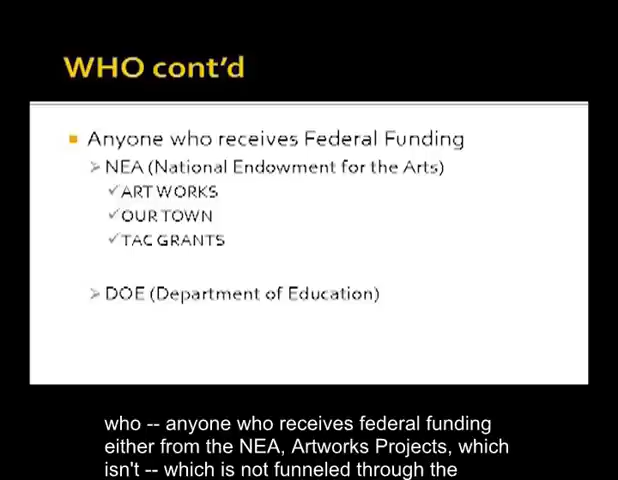 WHO cont'd
Anyone who receives Federal Funding
NEA (National Endowment for the Arts)
ART WORKS
OUR TOWN
TAC GRANTS
DOE (Department of Education)
who -- anyone who receives federal funding
either from the NEA, Artworks Projects, which
isn't -- which is not funneled through the